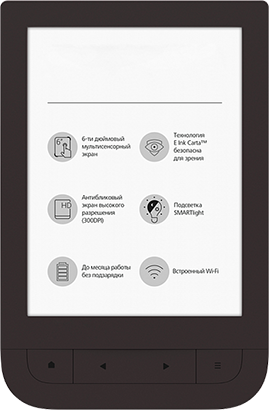 6-ти дюймовый
мультисенсорный
экран
Технология
E Ink Carta™
безопасна
для зрения
Антибликовый
экран высокого
разрешения
(300DPI)
HD
Подсветка
SMARTlight
До месяца работы
без подзарядки
Встроенный Wi-Fi